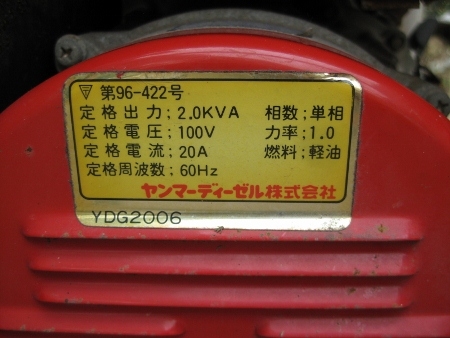 ▽ 第96-422号
定格出力;2.0KVA 相数;単相
定格電圧;100V 力率;1.0
定格電流;20A 燃料;軽油
定格周波数;60Hz
ヤンマーディーゼル株式会社
YDG2006